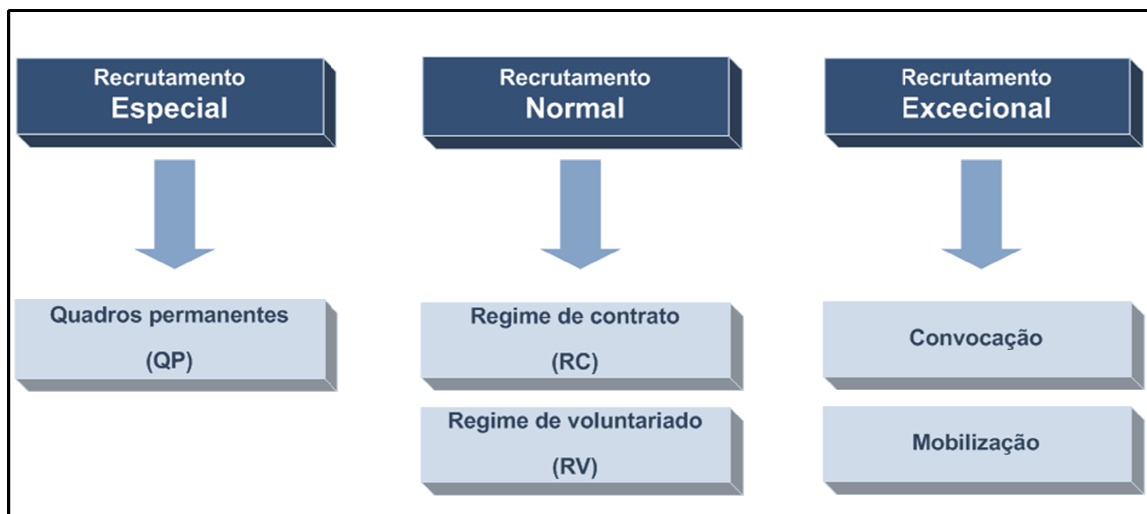 Recrutamento
Especial
Recrutamento
Normal
Recrutamento
Excecional
Quadros permanentes
(QP)
Regime de contrato
(RC)
Convocação
Regime de voluntariado
(RV)
Mobilização